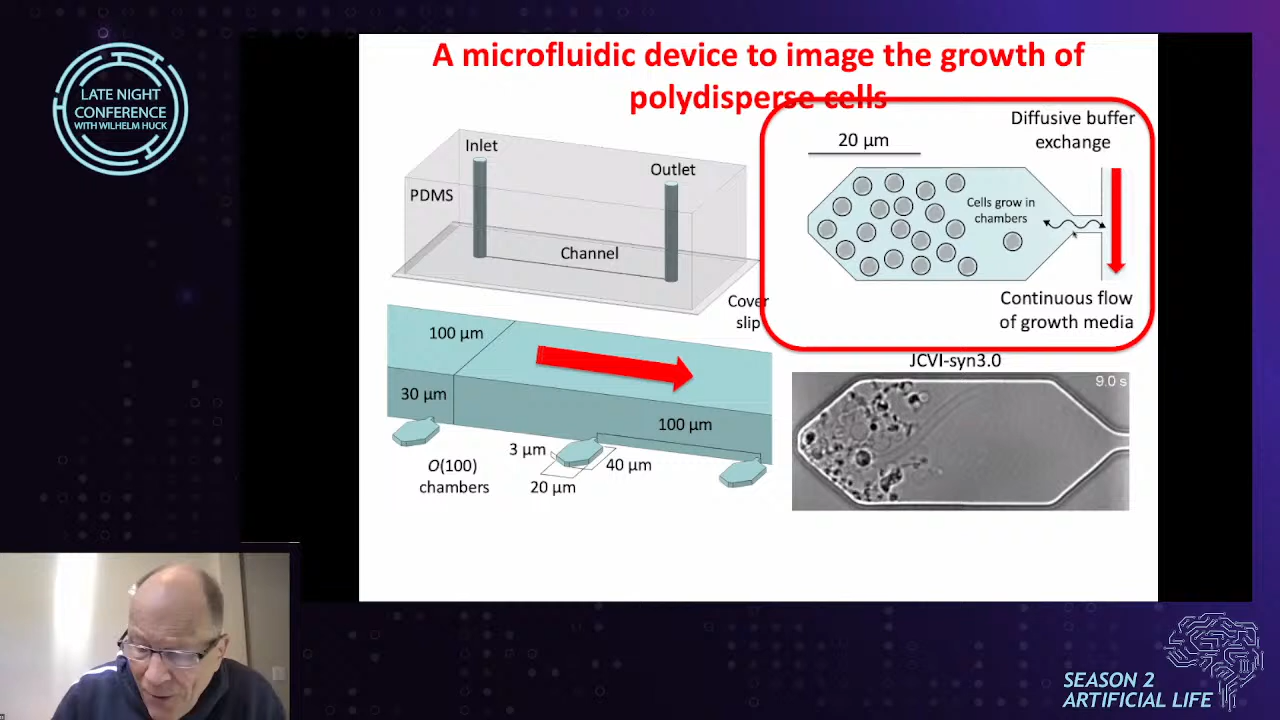 LATE NIGHT
CONFERENCE
WITH WILHELM HUCK
A microfluidic device to image the growth of
polydisperse cells
Inlet
Outlet
PDMS
Channel
Cover
slip
100 µm
30 µm
100 µm
3 µm
40 µm
20 µm
O(100)
chambers
20 µm
Diffusive buffer
exchange
Cells grow in
chambers
Continuous flow
of growth media
JCVI-syn3.0
9.0 s
SEASON 2
ARTIFICIAL LIFE